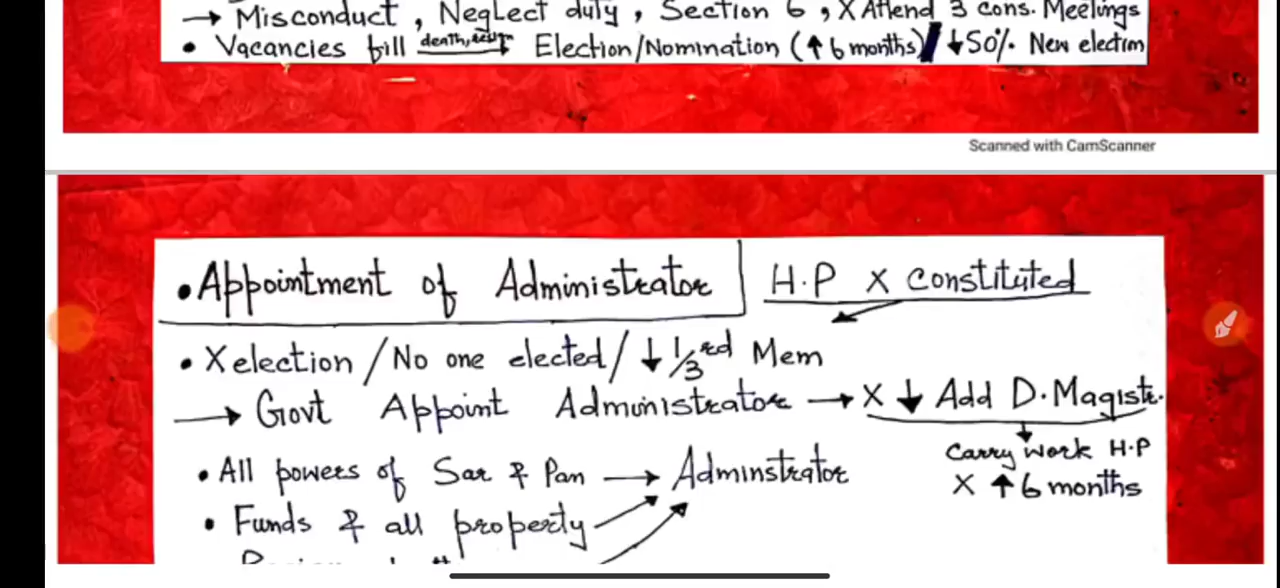 → Misconduct, Neglect duty, Section 6, X Attend 3 cons. Meetings
• Vacancies fill death, resign → Election/Nomination (↑ 6 months) / ↓ 50% New election
Scanned with CamScanner
• Appointment of Administrator
H.P X constituted
• X election / No one elected / ↓ 1/3rd Mem
→ Govt Appoint Administrator → X ↓ Add D. Magistr.
Carry work H.P
X ↑ 6 months
• All powers of Sar & Pan → Adminstrator
• Funds & all property